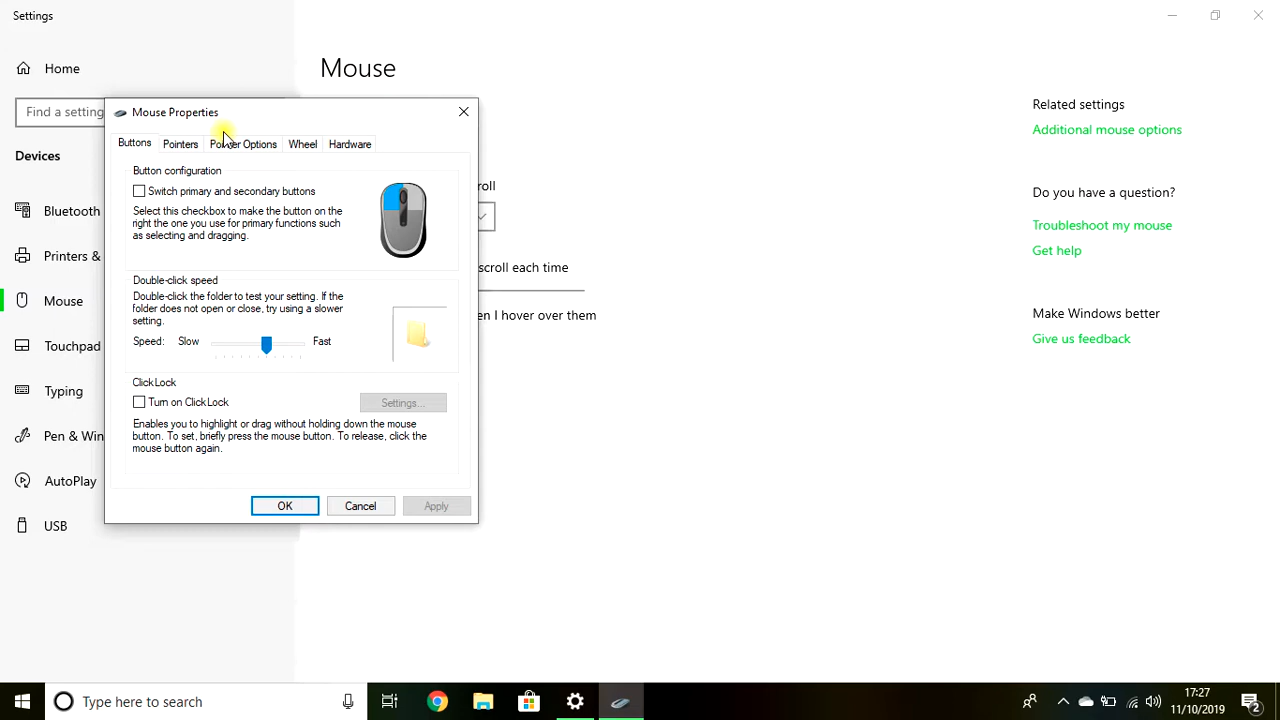 Settings
Home
Find a setting
Devices
Bluetooth
Printers &
Mouse
Touchpad
Typing
Pen & Win
AutoPlay
USB
Mouse
roll
scroll each time
en I hover over them
Related settings
Additional mouse options
Do you have a question?
Troubleshoot my mouse
Get help
Make Windows better
Give us feedback
Mouse Properties
Buttons Pointers Pointer Options Wheel Hardware
Button configuration
Switch primary and secondary buttons
Select this checkbox to make the button on the
right the one you use for primary functions such
as selecting and dragging.
Double-click speed
Double-click the folder to test your setting. If the
folder does not open or close, try using a slower
setting.
Speed: Slow Fast
ClickLock
Turn on ClickLock
Settings...
Enables you to highlight or drag without holding down the mouse
button. To set, briefly press the mouse button. To release, click the
mouse button again.
OK Cancel Apply
Type here to search
17:27
11/10/2019
2